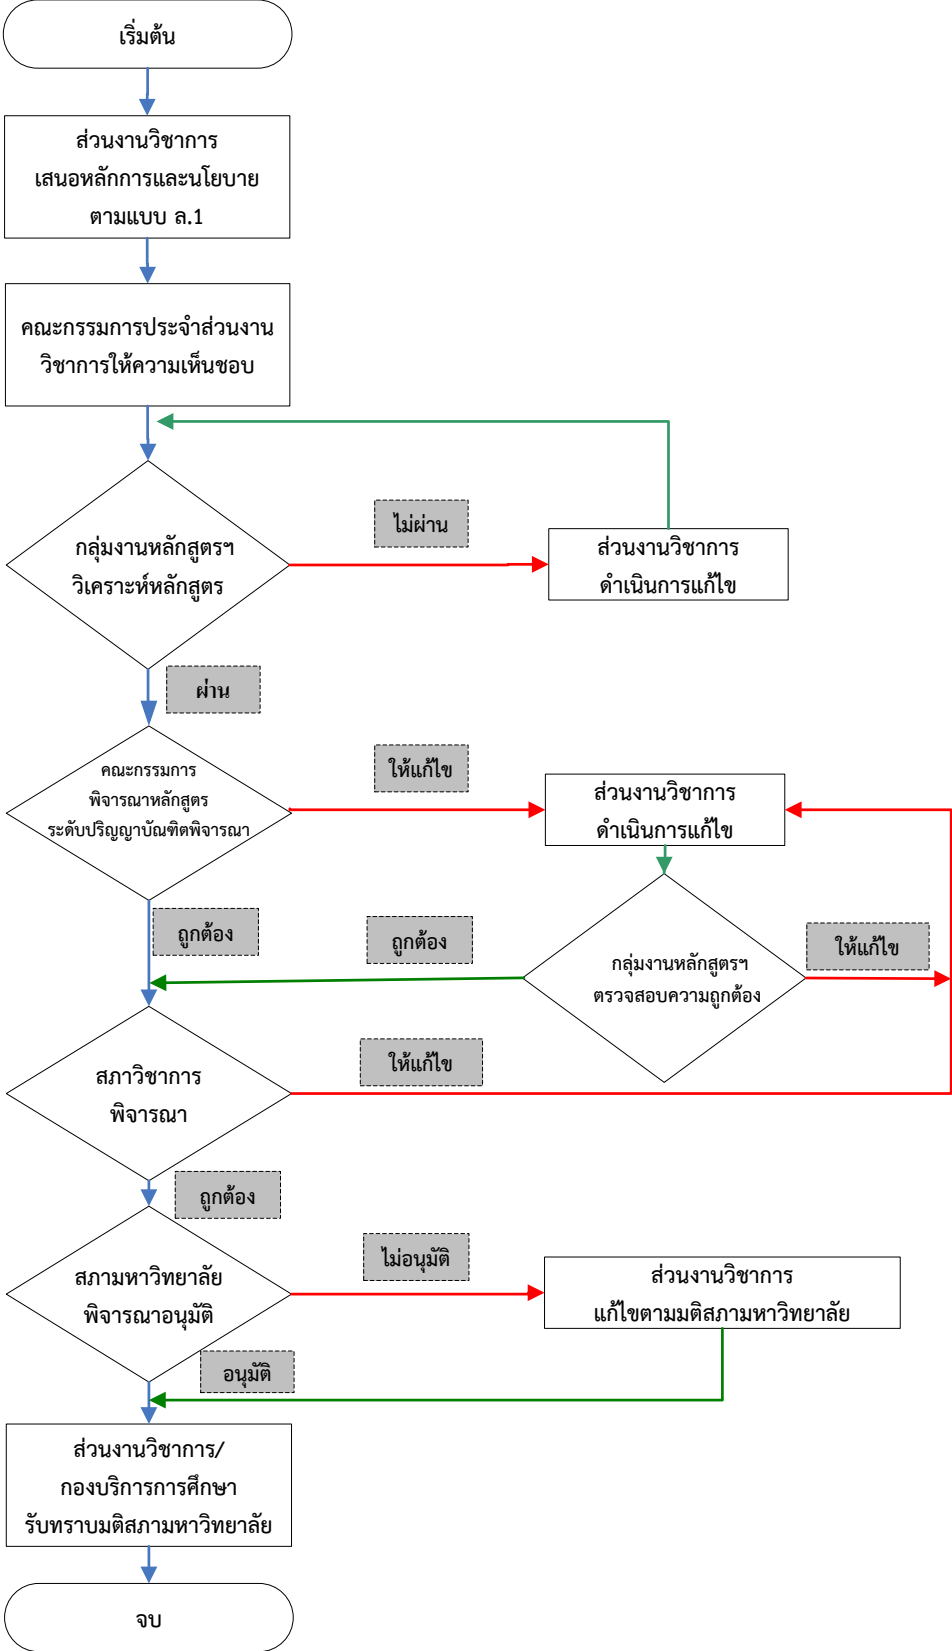 เริ่มต้น
ส่วนงานวิชาการ
เสนอหลักการและนโยบาย
ตามแบบ ล.1
คณะกรรมการประจำส่วนงาน
วิชาการให้ความเห็นชอบ
กลุ่มงานหลักสูตรฯ
วิเคราะห์หลักสูตร
ไม่ผ่าน
ส่วนงานวิชาการ
ดำเนินการแก้ไข
ผ่าน
คณะกรรมการ
พิจารณาหลักสูตร
ระดับปริญญาบัณฑิตพิจารณา
ให้แก้ไข
ส่วนงานวิชาการ
ดำเนินการแก้ไข
ถูกต้อง
ถูกต้อง
กลุ่มงานหลักสูตรฯ
ตรวจสอบความถูกต้อง
ให้แก้ไข
สภาวิชาการ
พิจารณา
ให้แก้ไข
ถูกต้อง
สภามหาวิทยาลัย
พิจารณาอนุมัติ
ไม่อนุมัติ
ส่วนงานวิชาการ
แก้ไขตามมติสภามหาวิทยาลัย
อนุมัติ
ส่วนงานวิชาการ/
กองบริการการศึกษา
รับทราบมติสภามหาวิทยาลัย
จบ